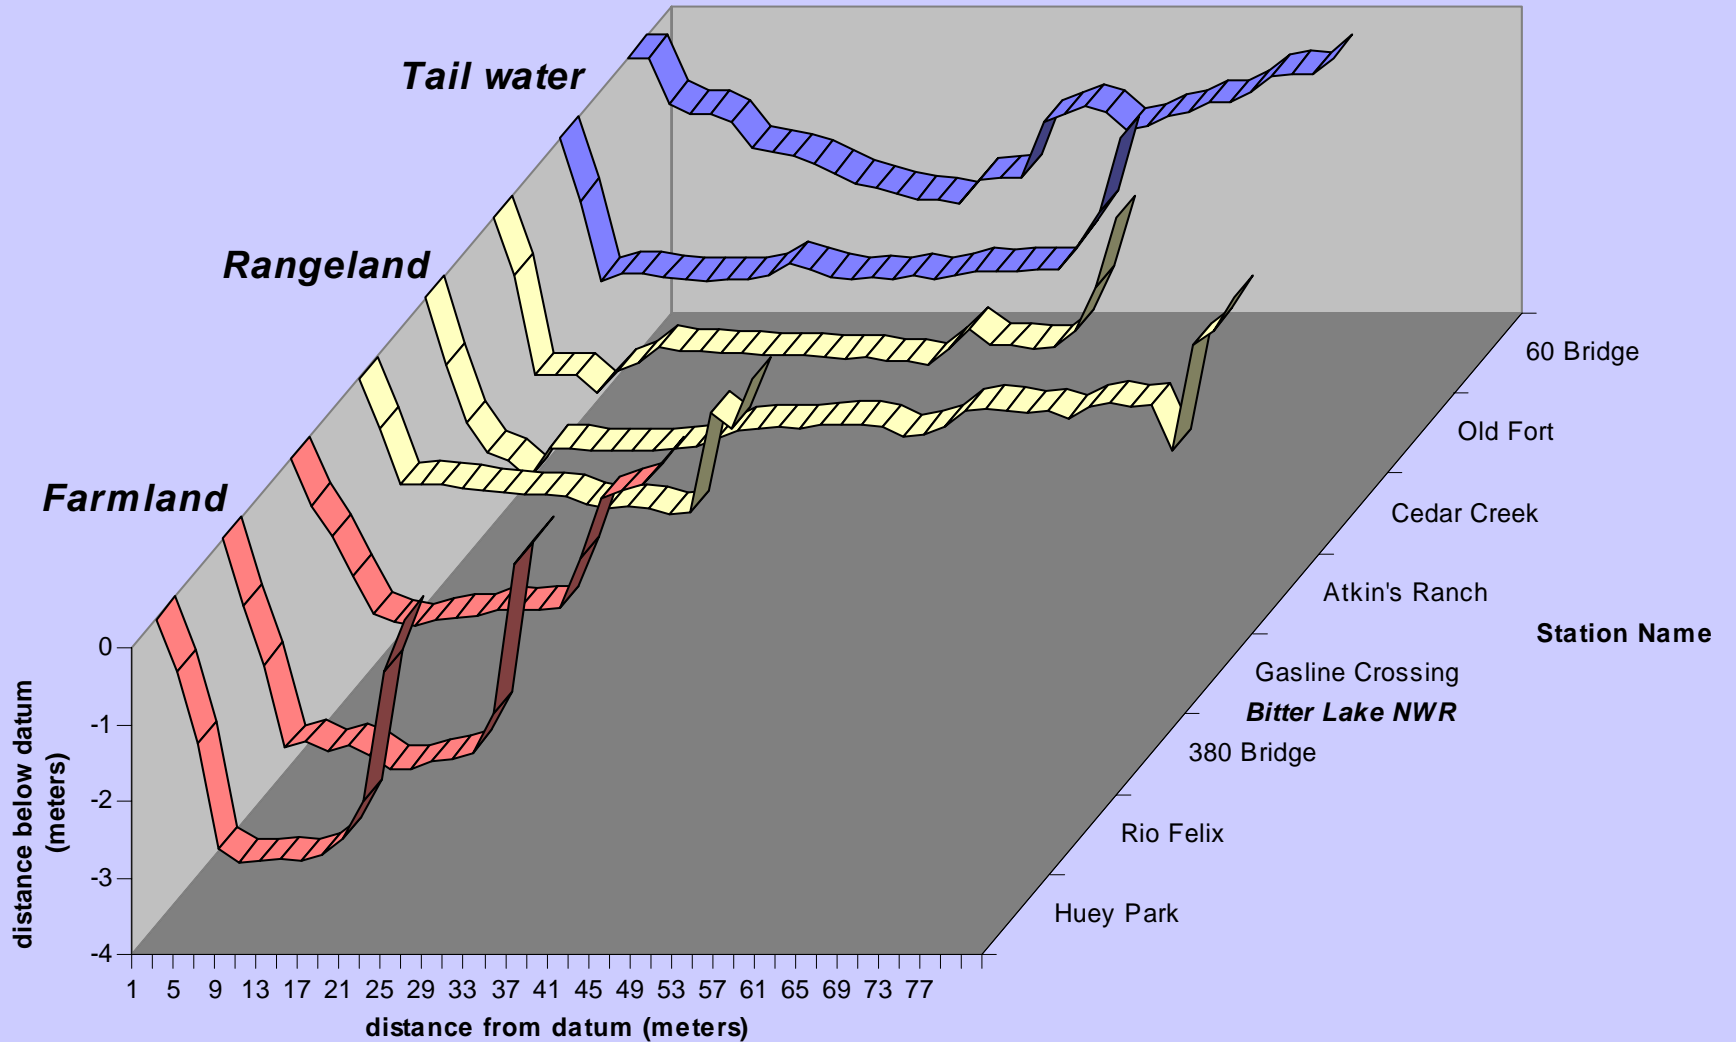 Tail water
Rangeland
Farmland
0
-1
-2
-3
-4
distance below datum
(meters)
1 5 9 13 17 21 25 29 33 37 41 45 49 53 57 61 65 69 73 77
distance from datum (meters)
60 Bridge
Old Fort
Cedar Creek
Atkin's Ranch
Station Name
Gasline Crossing
Bitter Lake NWR
380 Bridge
Rio Felix
Huey Park